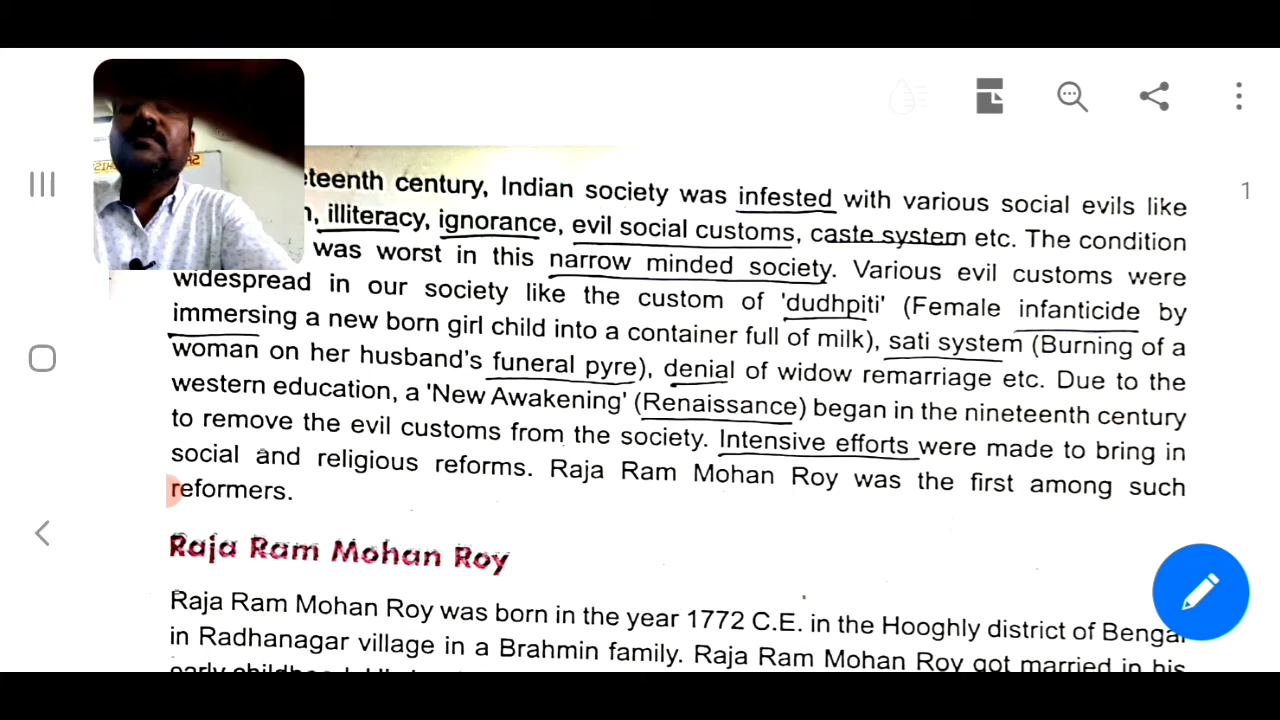 1
teenth century, Indian society was infested with various social evils like
illiteracy, ignorance, evil social customs, caste system etc. The condition
was worst in this narrow minded society. Various evil customs were
widespread in our society like the custom of 'dudhpiti' (Female infanticide by
immersing a new born girl child into a container full of milk), sati system (Burning of a
woman on her husband's funeral pyre), denial of widow remarriage etc. Due to the
western education, a 'New Awakening' (Renaissance) began in the nineteenth century
to remove the evil customs from the society. Intensive efforts were made to bring in
social and religious reforms. Raja Ram Mohan Roy was the first among such
reformers.
Raja Ram Mohan Roy
Raja Ram Mohan Roy was born in the year 1772 C.E. in the Hooghly district of Bengal
in Radhanagar village in a Brahmin family. Raja Ram Mohan Roy got married in his